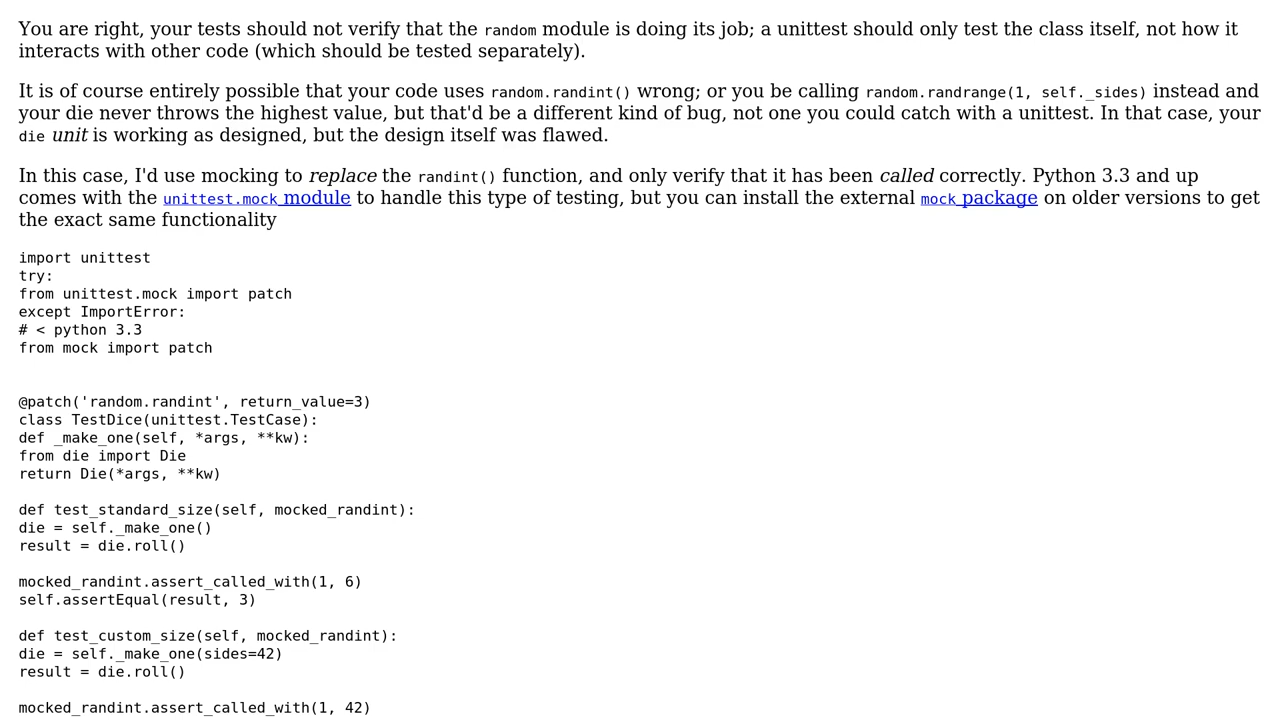 You are right, your tests should not verify that the random module is doing its job; a unittest should only test the class itself, not how it
interacts with other code (which should be tested separately).
It is of course entirely possible that your code uses random.randint() wrong; or you be calling random.randrange(1, self._sides) instead and
your die never throws the highest value, but that'd be a different kind of bug, not one you could catch with a unittest. In that case, your
die unit is working as designed, but the design itself was flawed.
In this case, I'd use mocking to replace the randint() function, and only verify that it has been called correctly. Python 3.3 and up
comes with the unittest.mock module to handle this type of testing, but you can install the external mock package on older versions to get
the exact same functionality
import unittest
try:
from unittest.mock import patch
except ImportError:
# < python 3.3
from mock import patch
@patch('random.randint', return_value=3)
class TestDice(unittest.TestCase):
def _make_one(self, *args, **kw):
from die import Die
return Die(*args, **kw)
def test_standard_size(self, mocked_randint):
die = self._make_one()
result = die.roll()
mocked_randint.assert_called_with(1, 6)
self.assertEqual(result, 3)
def test_custom_size(self, mocked_randint):
die = self._make_one(sides=42)
result = die.roll()
mocked_randint.assert_called_with(1, 42)